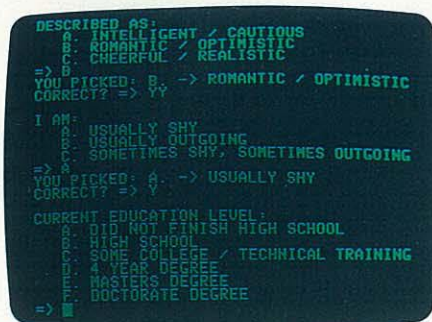 DESCRIBED AS:
A. INTELLIGENT / CAUTIOUS
B. ROMANTIC / OPTIMISTIC
C. CHEERFUL / REALISTIC
=> B
YOU PICKED: B. -> ROMANTIC / OPTIMISTIC
CORRECT? => YY
I AM:
A. USUALLY SHY
B. USUALLY OUTGOING
C. SOMETIMES SHY, SOMETIMES OUTGOING
=> A
YOU PICKED: A. -> USUALLY SHY
CORRECT? => Y
CURRENT EDUCATION LEVEL:
A. DID NOT FINISH HIGH SCHOOL
B. HIGH SCHOOL
C. SOME COLLEGE / TECHNICAL TRAINING
D. 4 YEAR DEGREE
E. MASTERS DEGREE
F. DOCTORATE DEGREE
=>